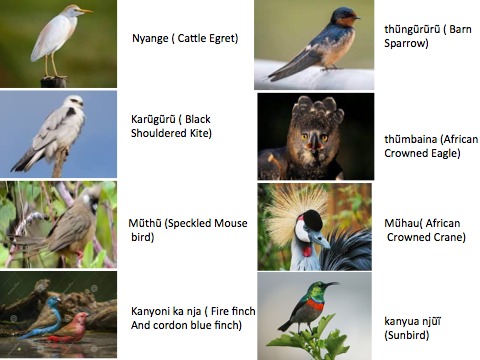 Nyange ( Cattle Egret)
thũngũrũrũ ( Barn
Sparrow)
Karũgũrũ ( Black
Shouldered Kite)
thũmbaina (African
Crowned Eagle)
Mũthũ (Speckled Mouse
bird)
Mũhau( African
Crowned Crane)
Kanyoni ka nja ( Fire finch
And cordon blue finch)
kanyua njũĩ
(Sunbird)